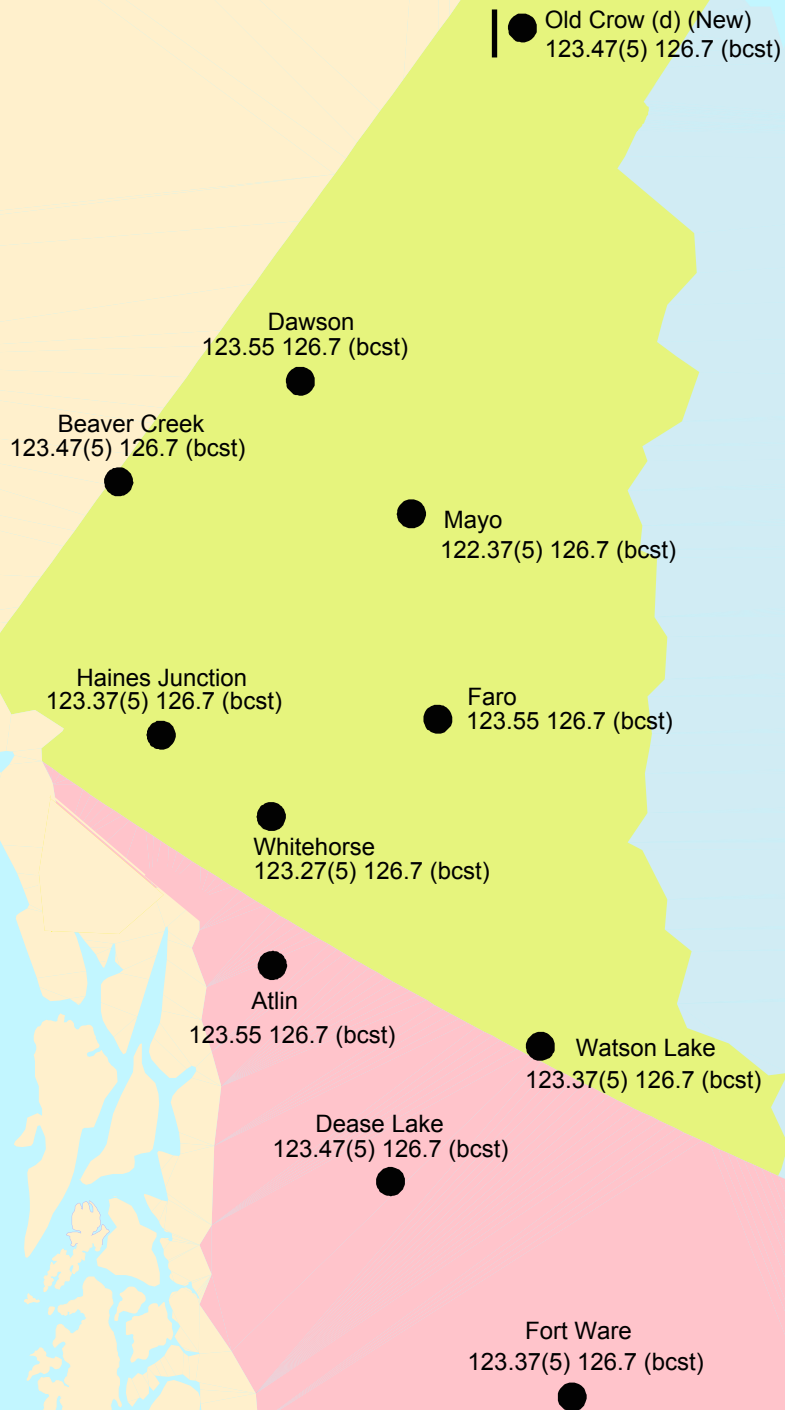 Old Crow (d) (New)
123.47(5) 126.7 (bcst)
Dawson
123.55 126.7 (bcst)
Beaver Creek
123.47(5) 126.7 (bcst)
Mayo
122.37(5) 126.7 (bcst)
Haines Junction
123.37(5) 126.7 (bcst)
Faro
123.55 126.7 (bcst)
Whitehorse
123.27(5) 126.7 (bcst)
Atlin
123.55 126.7 (bcst)
Watson Lake
123.37(5) 126.7 (bcst)
Dease Lake
123.47(5) 126.7 (bcst)
Fort Ware
123.37(5) 126.7 (bcst)